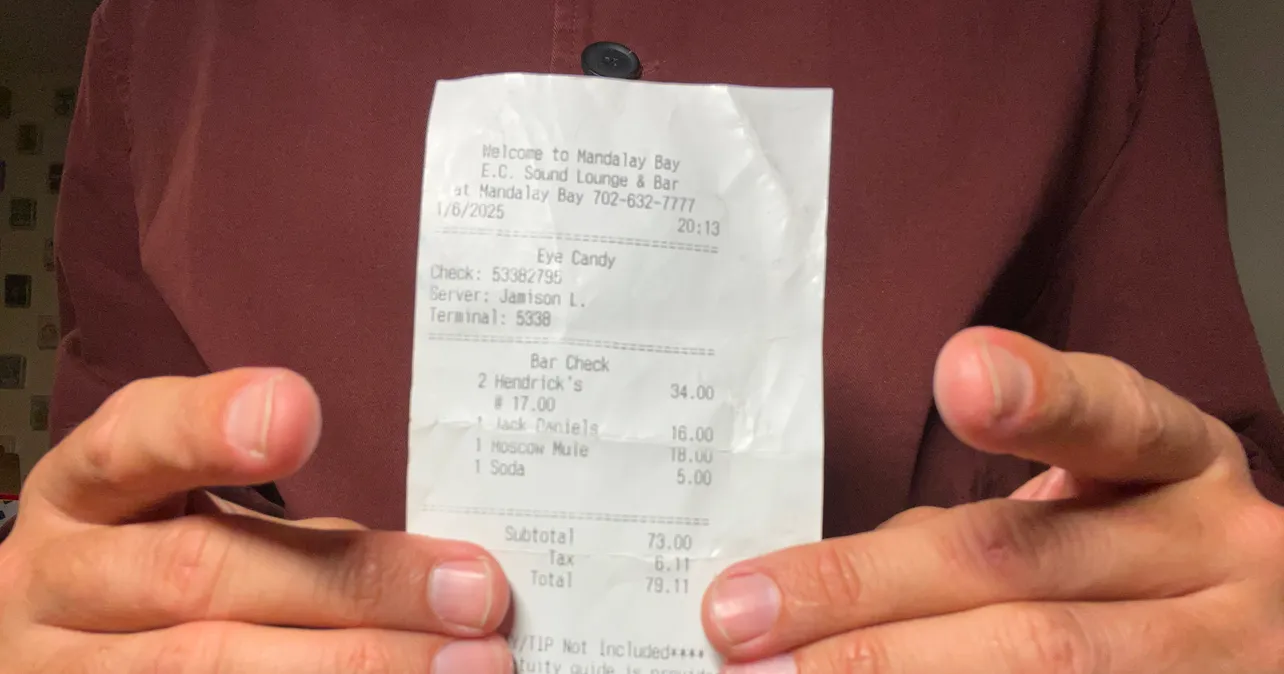 Welcome to Mandalay Bay
E.C. Sound Lounge & Bar
at Mandalay Bay 702-632-7777
1/6/2025 20:13
Eye Candy
Check: 53382795
Server: Jamison L.
Terminal: 5338
Bar Check
2 Hendrick's 34.00
# 17.00
1 Jack Daniels 16.00
1 Moscow Mule 18.00
1 Soda 5.00
Subtotal 73.00
Tax 6.11
Total 79.11
/TIP Not Included****
guide is